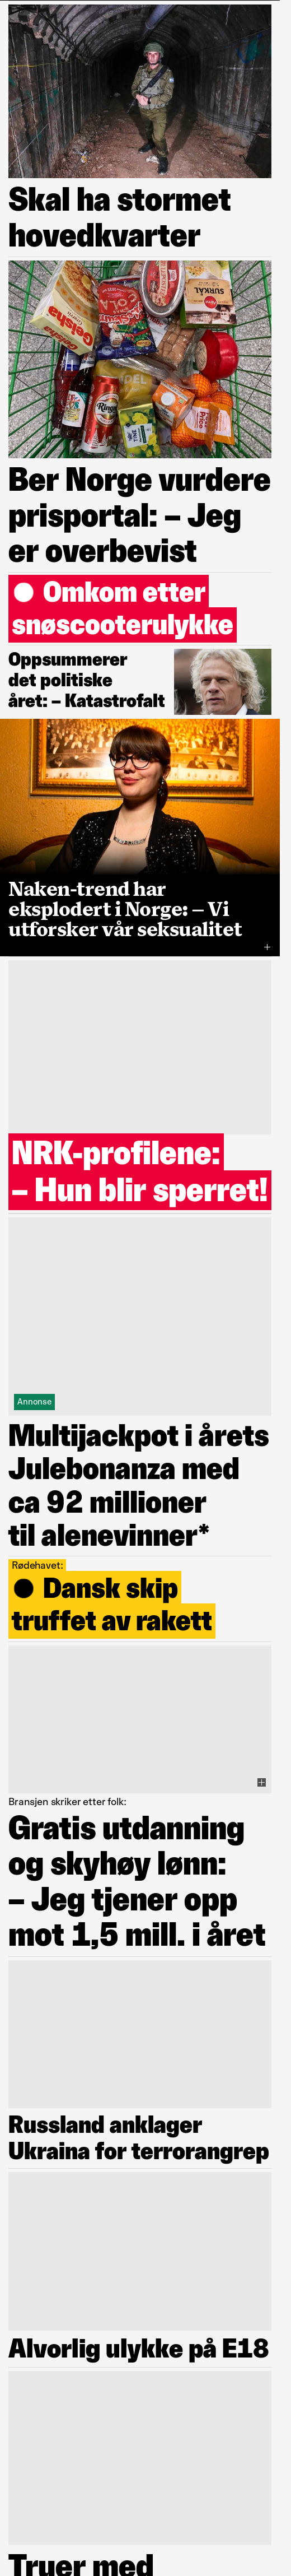 Skal ha stormet
hovedkvarter
Ber Norge vurdere
prisportal: – Jeg
er overbevist
Omkom etter
snøscooterulykke
Oppsummerer
det politiske
året: – Katastrofalt
Naken-trend har
eksplodert i Norge: – Vi
utforsker vår seksualitet
NRK-profilene:
– Hun blir sperret!
Annonse
Multijackpot i årets
Julebonanza med
ca 92 millioner
til alenevinner*
Rødehavet:
Dansk skip
truffet av rakett
Bransjen skriker etter folk:
Gratis utdanning
og skyhøy lønn:
– Jeg tjener opp
mot 1,5 mill. i året
Russland anklager
Ukraina for terrorangrep
Alvorlig ulykke på E18
Truer med